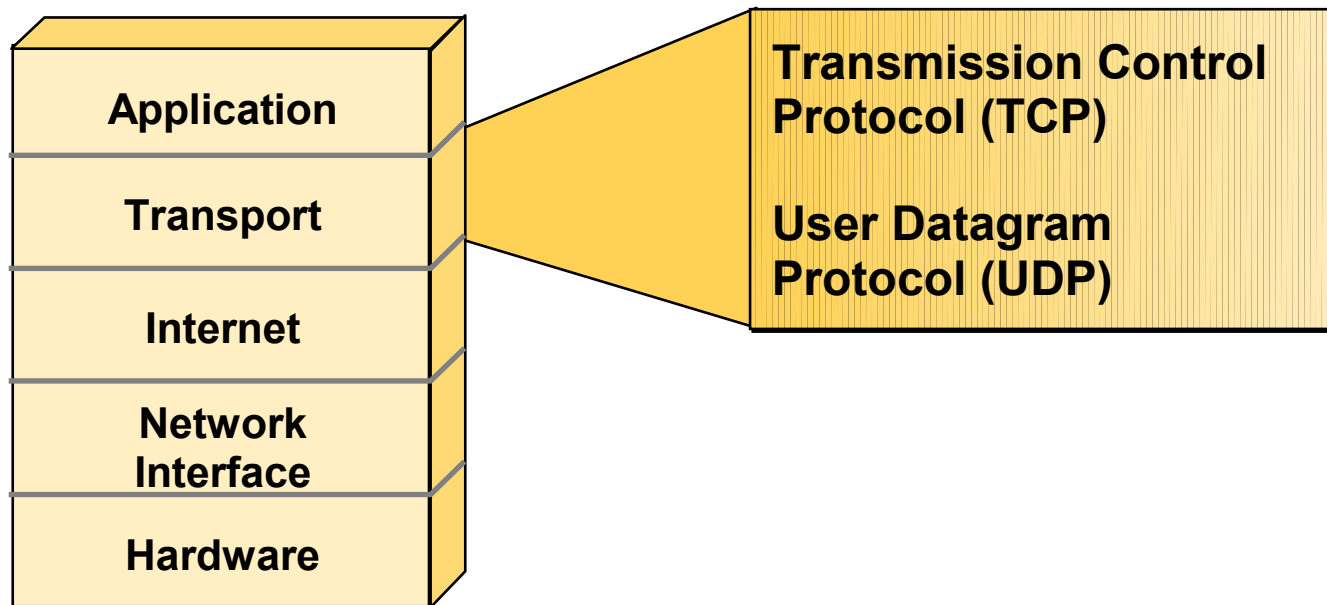 Application
Transport
Internet
Network
Interface
Hardware
Transmission Control
Protocol (TCP)
User Datagram
Protocol (UDP)